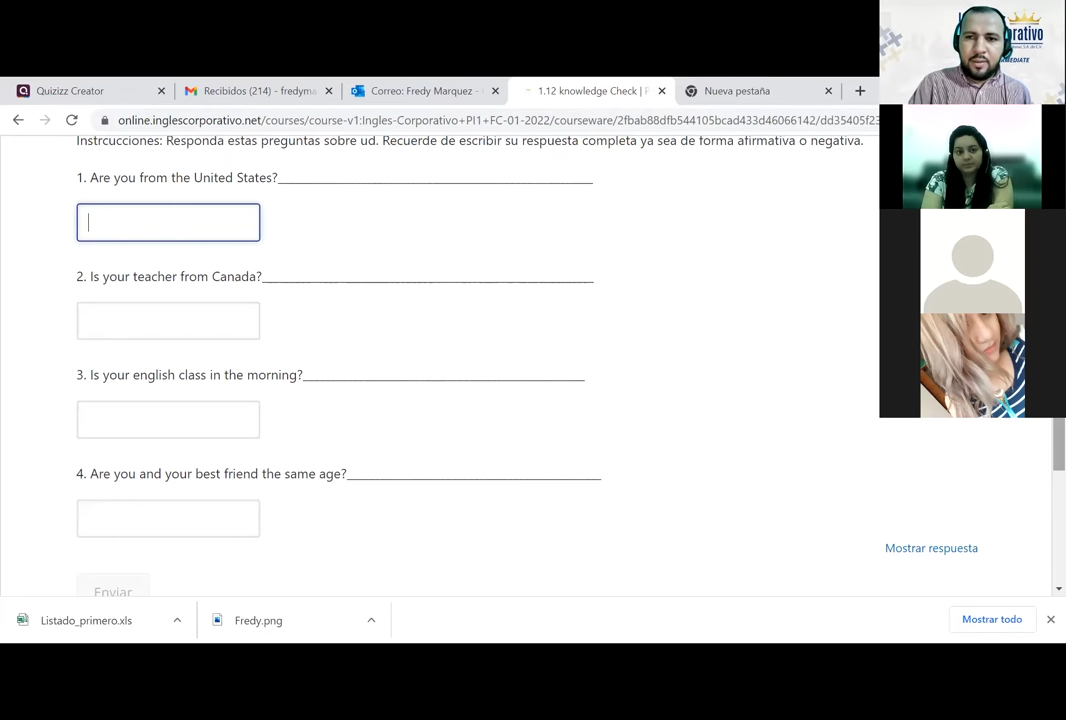 rativo
MEDIATE
Quizizz Creator
Recibidos (214) - fredyma
Correo: Fredy Marquez -
1.12 knowledge Check | P
Nueva pestaña
online.inglescorporativo.net/courses/course-v1:Ingles-Corporativo+PI1+FC-01-2022/courseware/2fbab88dfb544105bcad433d46066142/dd35405f23
Instrcucciones: Responda estas preguntas sobre ud. Recuerde de escribir su respuesta completa ya sea de forma afirmativa o negativa.
1. Are you from the United States?
2. Is your teacher from Canada?
3. Is your english class in the morning?
4. Are you and your best friend the same age?
Mostrar respuesta
Enviar
Listado_primero.xls
Fredy.png
Mostrar todo